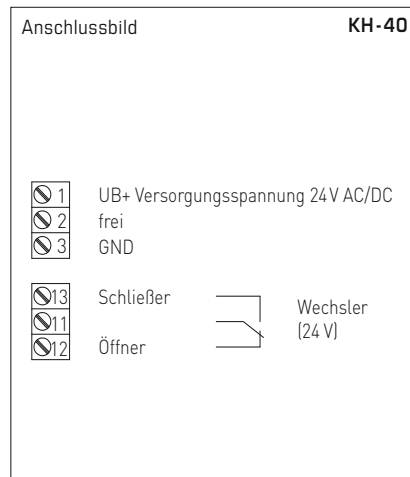 Anschlussbild KH-40
1 UB+ Versorgungsspannung 24 V AC/DC
2 frei
3 GND
13 Schließer
11
12 Öffner
Wechsler
(24 V)